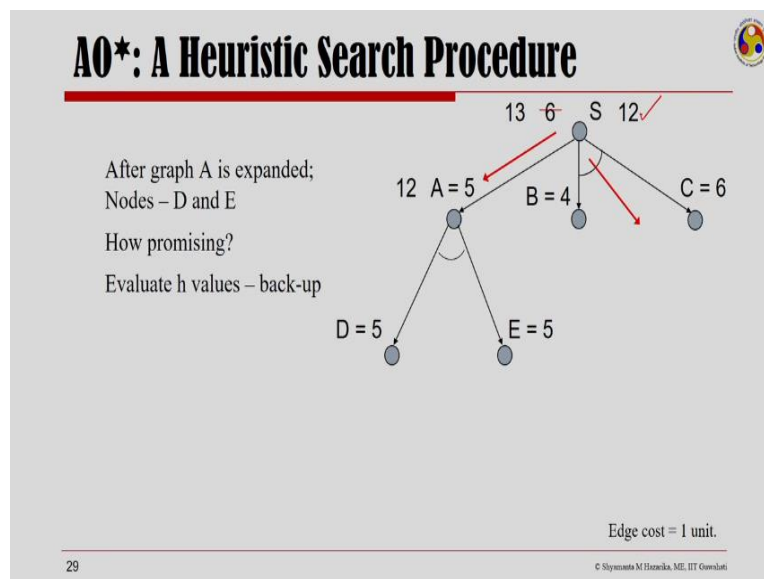 AO*: A Heuristic Search Procedure
13 6 S 12
After graph A is expanded;
Nodes – D and E
How promising?
Evaluate h values – back-up
12 A = 5
B = 4
C = 6
D = 5
E = 5
Edge cost = 1 unit.
29
© Shyamanta M Hazarika, ME, IIT Guwahati